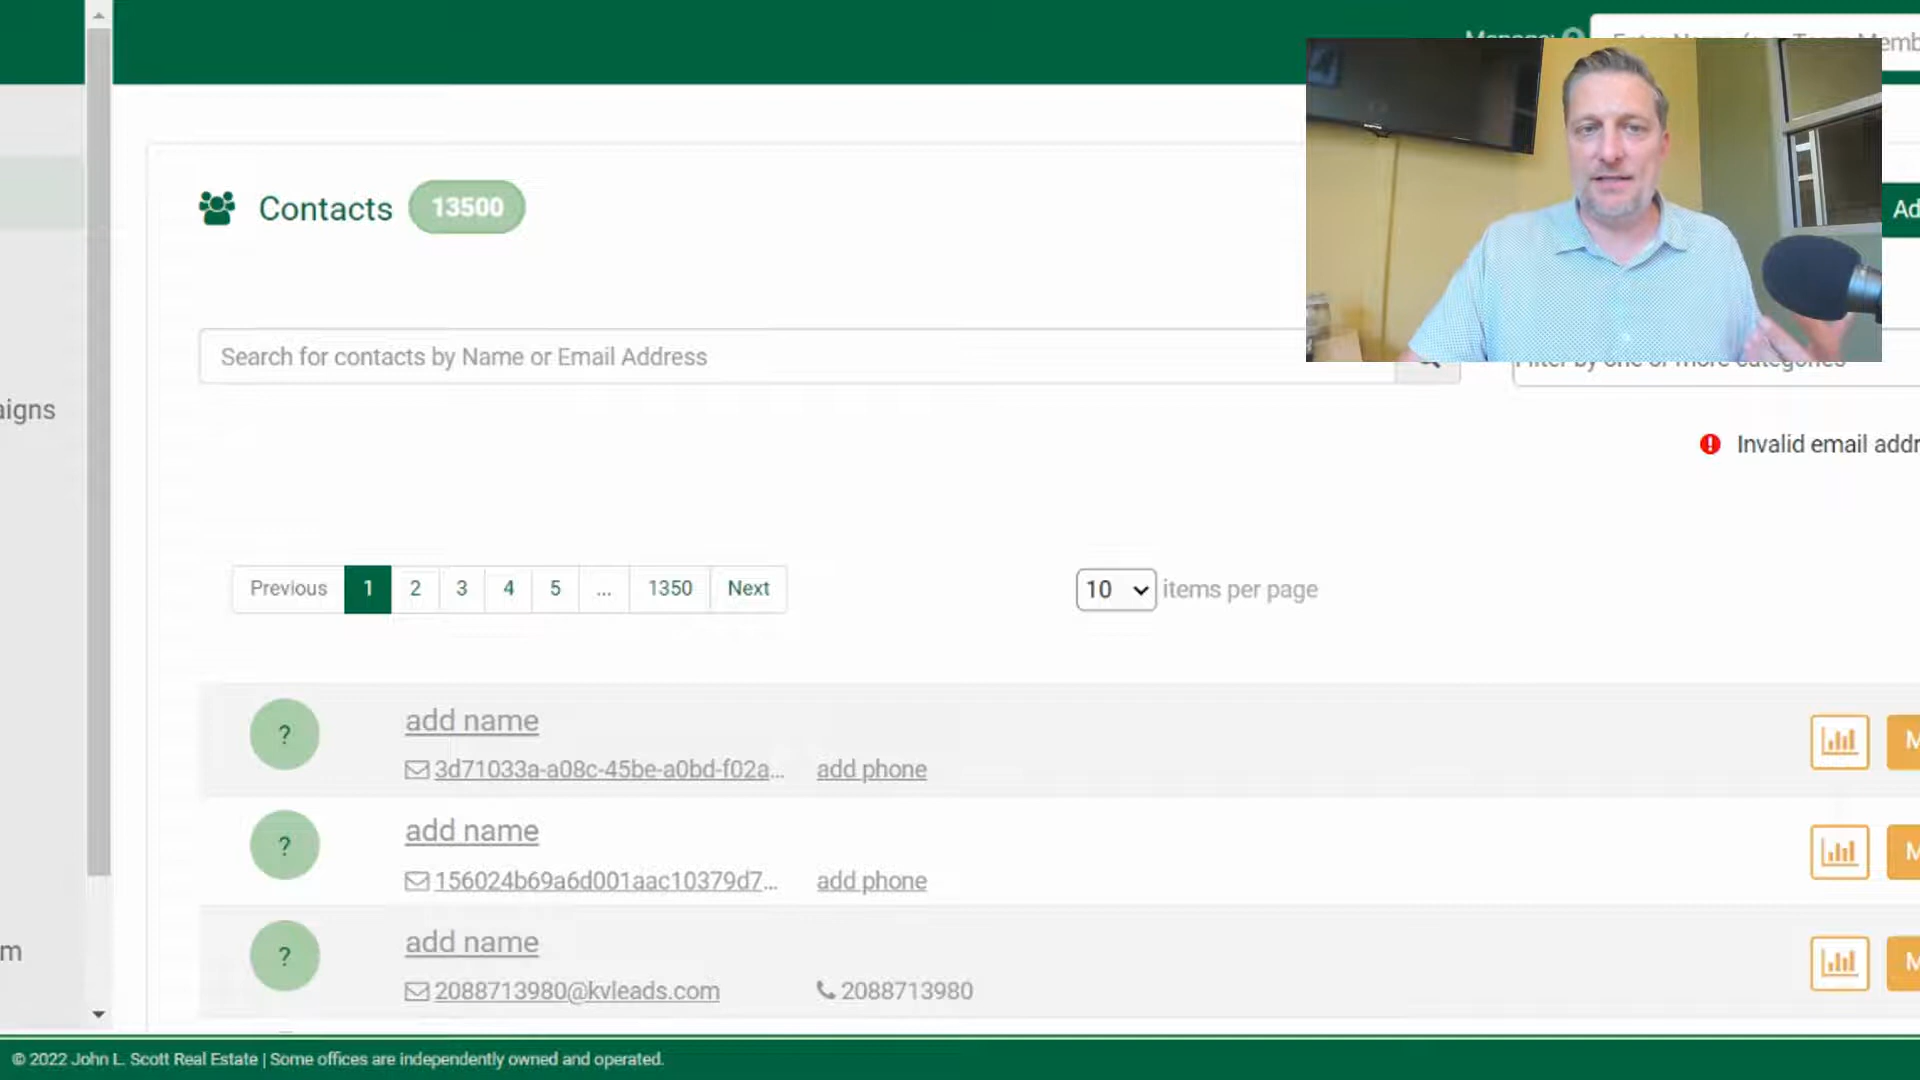 Contacts 13500
Search for contacts by Name or Email Address
aigns
Invalid email addr
Previous 1 2 3 4 5 ... 1350 Next
10 items per page
add name
3d71033a-a08c-45be-a0bd-f02a... add phone
add name
156024b69a6d001aac10379d7... add phone
add name
2088713980@kvleads.com 2088713980
m
© 2022 John L. Scott Real Estate | Some offices are independently owned and operated.